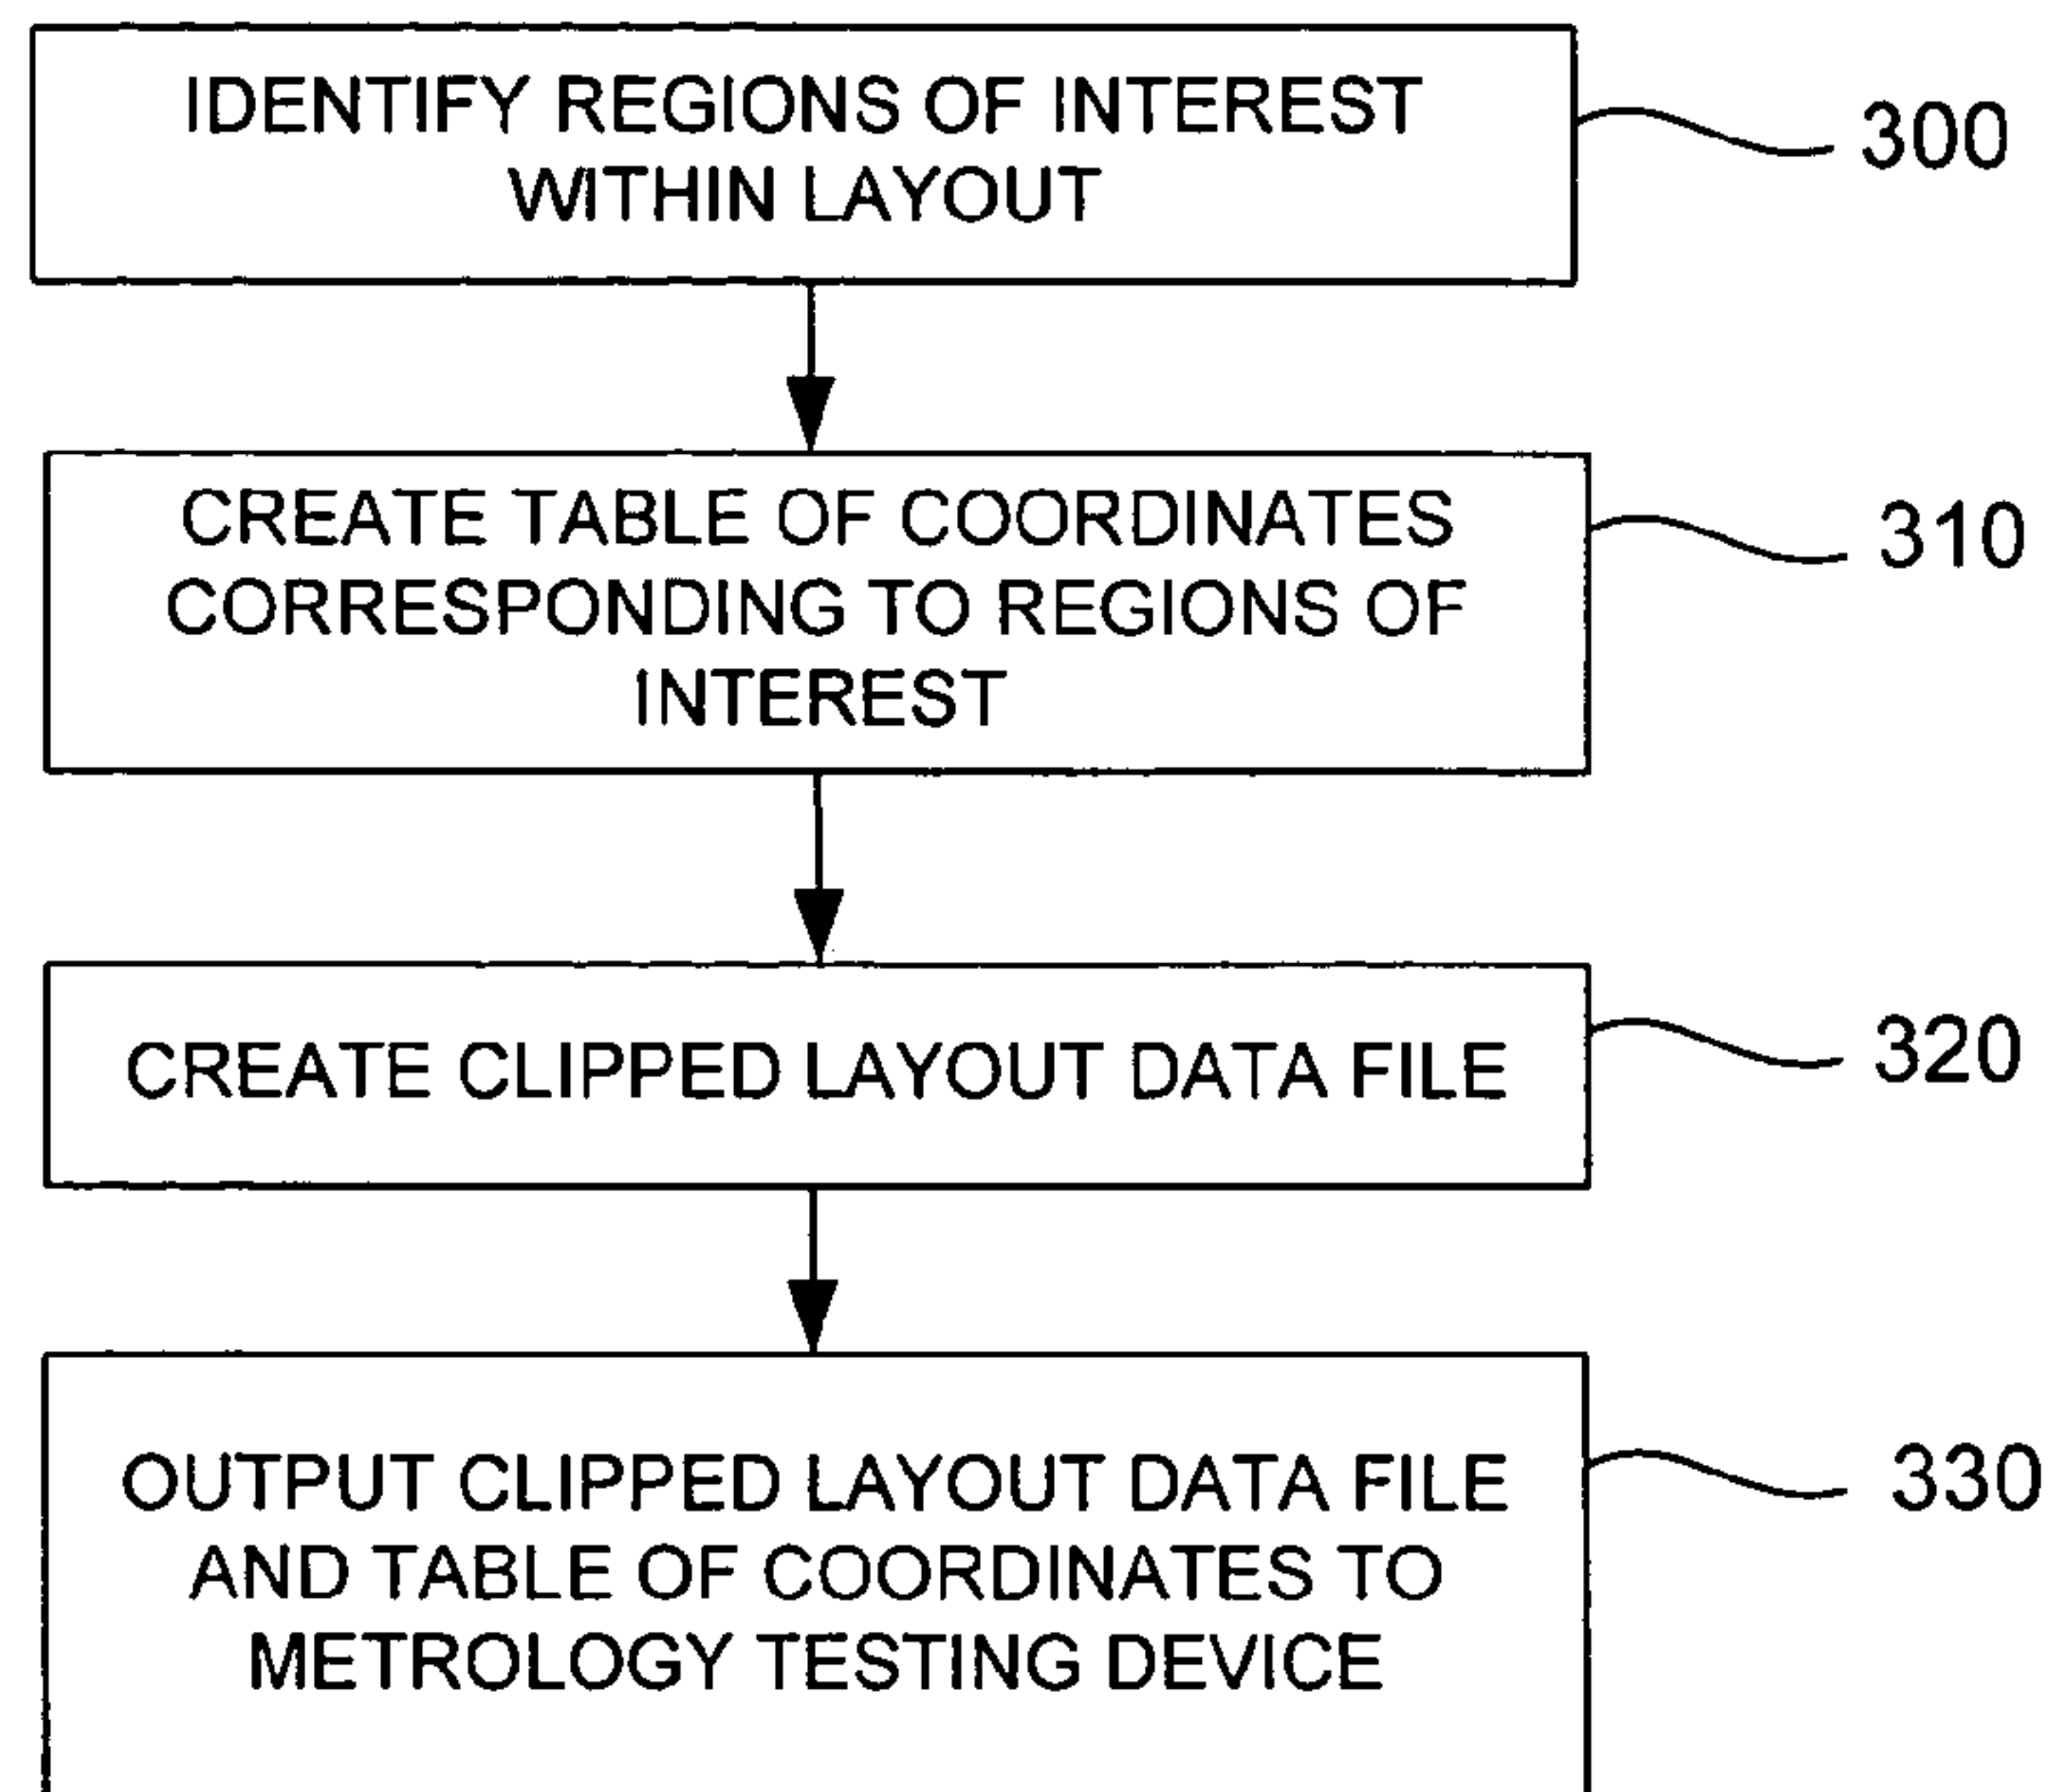 IDENTIFY REGIONS OF INTEREST
WITHIN LAYOUT
300
CREATE TABLE OF COORDINATES
CORRESPONDING TO REGIONS OF
INTEREST
310
CREATE CLIPPED LAYOUT DATA FILE
320
OUTPUT CLIPPED LAYOUT DATA FILE
AND TABLE OF COORDINATES TO
METROLOGY TESTING DEVICE
330